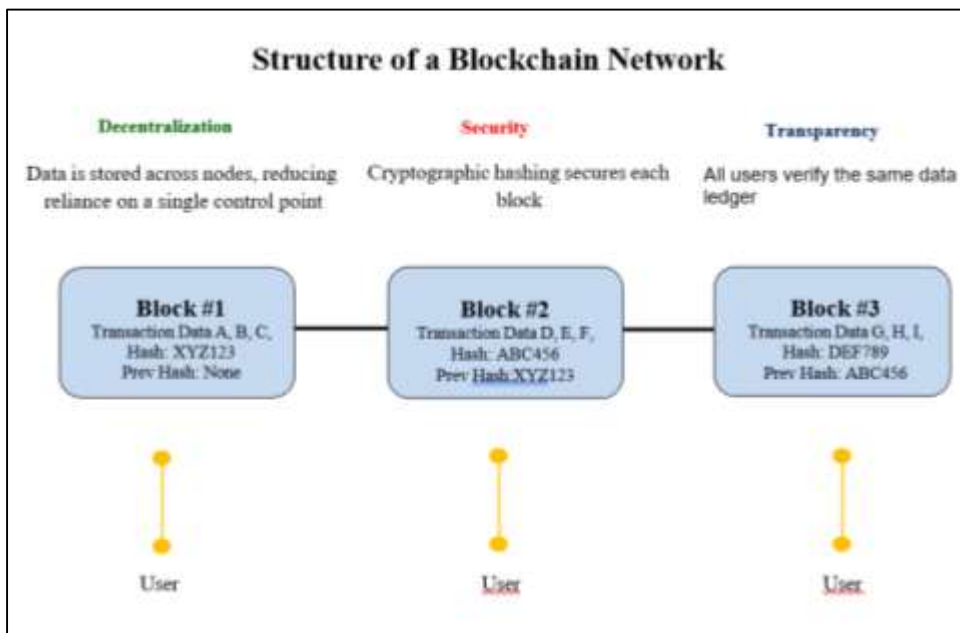 Structure of a Blockchain Network
Decentralization
Security
Transparency
Data is stored across nodes, reducing
reliance on a single control point
Cryptographic hashing secures each
block
All users verify the same data
ledger
Block #1
Transaction Data A, B, C,
Hash: XYZ123
Prev Hash: None
Block #2
Transaction Data D, E, F,
Hash: ABC456
Prev Hash:XYZ123
Block #3
Transaction Data G, H, I,
Hash: DEF789
Prev Hash: ABC456
User
User
User